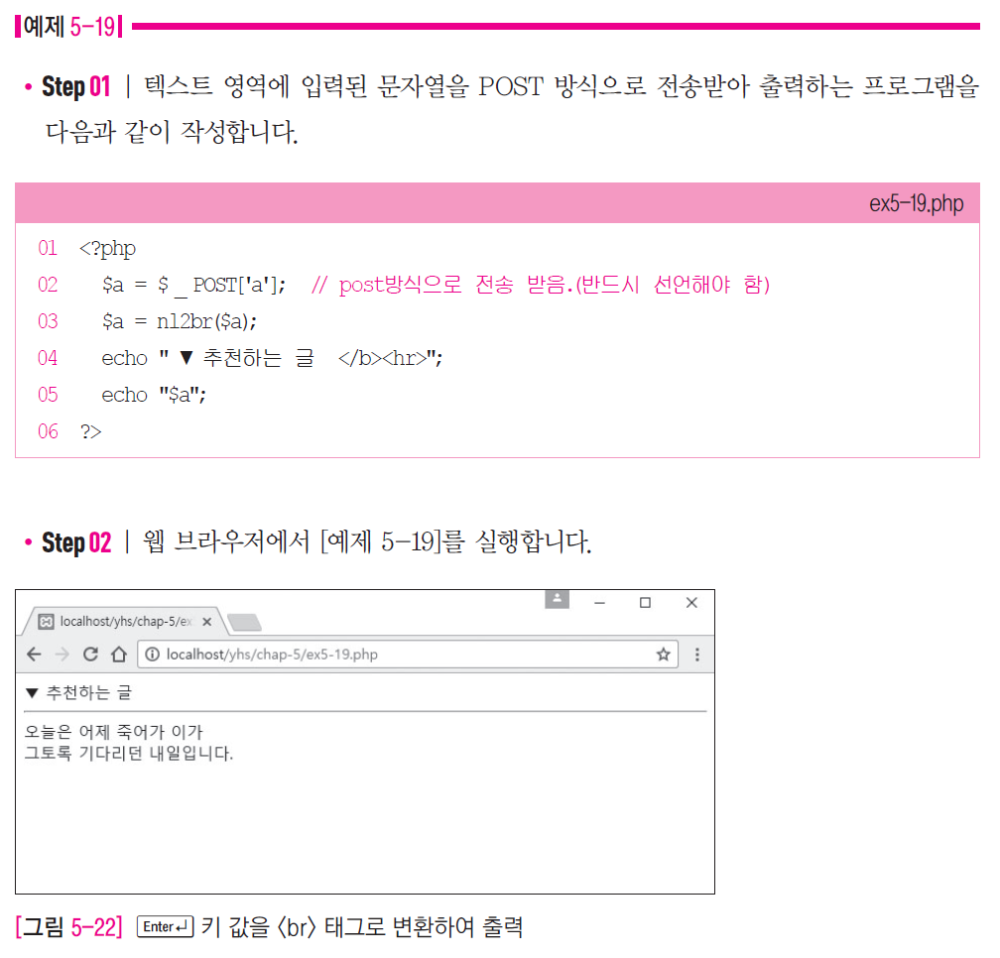 예제 5-19
• Step 01 | 텍스트 영역에 입력된 문자열을 POST 방식으로 전송받아 출력하는 프로그램을
다음과 같이 작성합니다.
ex5-19.php
01 <?php
02 $a = $ _ POST['a']; // post방식으로 전송 받음.(반드시 선언해야 함)
03 $a = nl2br($a);
04 echo " ▼ 추천하는 글 </b><hr>";
05 echo "$a";
06 ?>
• Step 02 | 웹 브라우저에서 [예제 5-19]를 실행합니다.
localhost/yhs/chap-5/ex
localhost/yhs/chap-5/ex5-19.php
▼ 추천하는 글
오늘은 어제 죽어가 이가
그토록 기다리던 내일입니다.
[그림 5-22] Enter↵ 키 값을 <br> 태그로 변환하여 출력